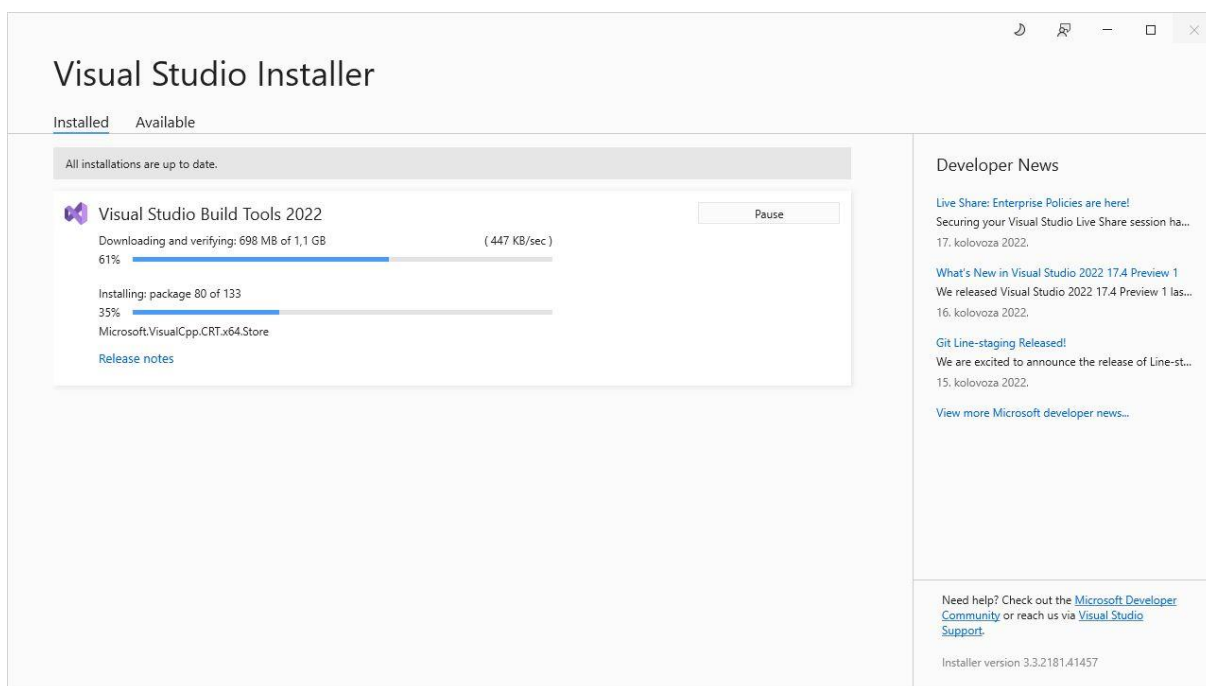 Visual Studio Installer
Installed Available
All installations are up to date.
Visual Studio Build Tools 2022
Pause
Downloading and verifying: 698 MB of 1,1 GB (447 KB/sec)
61%
Installing: package 80 of 133
35%
Microsoft.VisualCpp.CRT.x64.Store
Release notes
Developer News
Live Share: Enterprise Policies are here!
Securing your Visual Studio Live Share session ha...
17. kolovoza 2022.
What's New in Visual Studio 2022 17.4 Preview 1
We released Visual Studio 2022 17.4 Preview 1 las...
16. kolovoza 2022.
Git Line-staging Released!
We are excited to announce the release of Line-st...
15. kolovoza 2022.
View more Microsoft developer news...
Need help? Check out the Microsoft Developer
Community or reach us via Visual Studio
Support.
Installer version 3.3.2181.41457